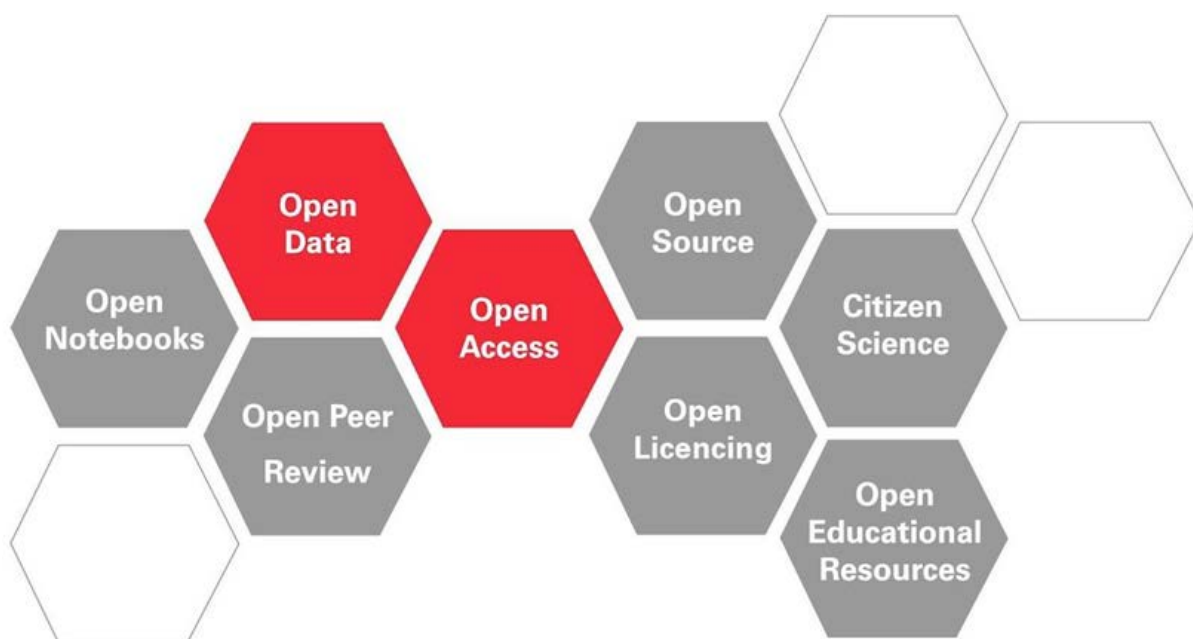 Open
Data
Open
Source
Open
Notebooks
Open
Access
Citizen
Science
Open Peer
Review
Open
Licencing
Open
Educational
Resources